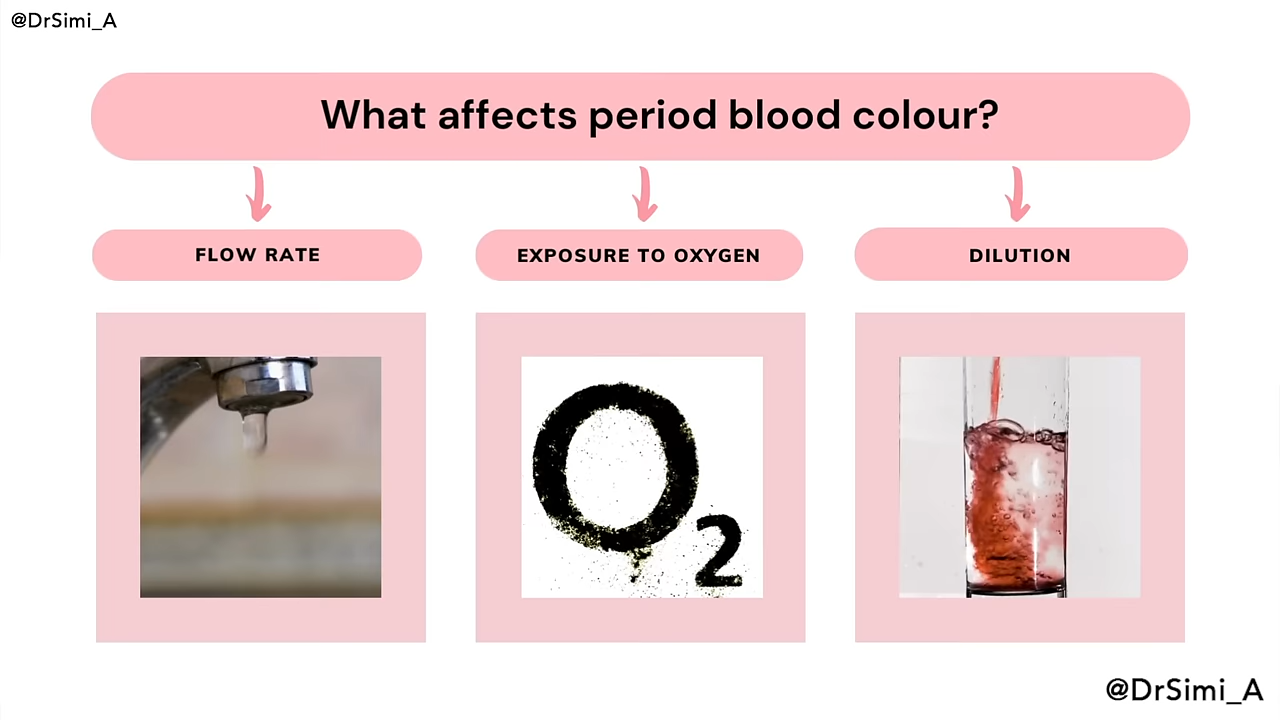 @DrSimi_A
What affects period blood colour?
FLOW RATE
EXPOSURE TO OXYGEN
DILUTION
O2
@DrSimi_A